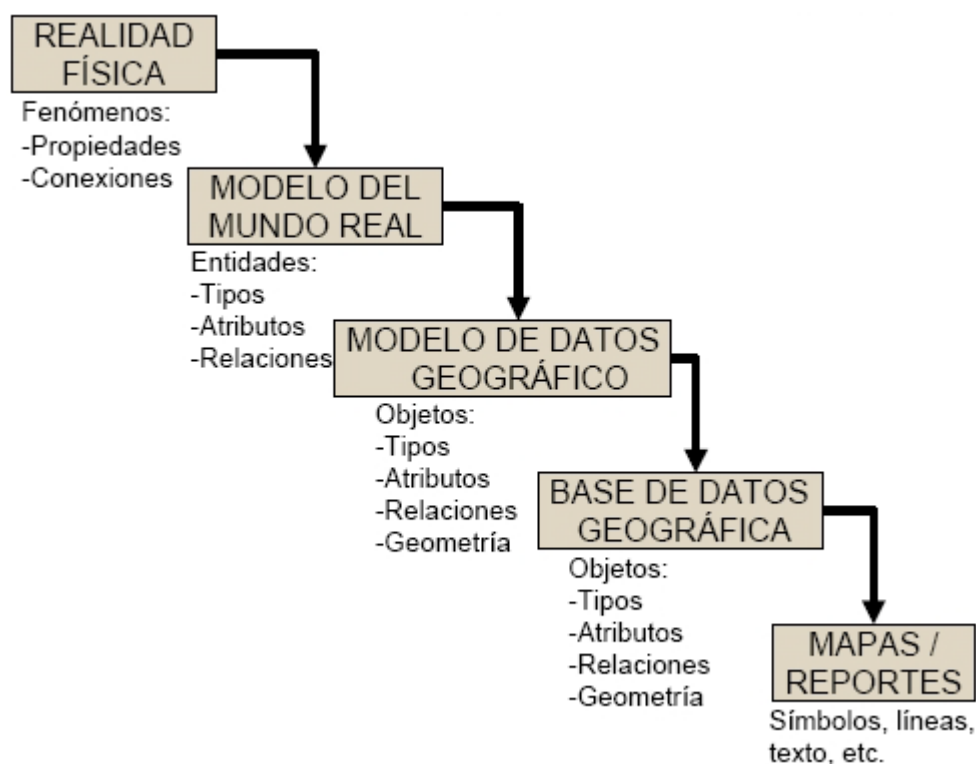 REALIDAD
FÍSICA
Fenómenos:
-Propiedades
-Conexiones
MODELO DEL
MUNDO REAL
Entidades:
-Tipos
-Atributos
-Relaciones
MODELO DE DATOS
GEOGRÁFICO
Objetos:
-Tipos
-Atributos
-Relaciones
-Geometría
BASE DE DATOS
GEOGRÁFICA
Objetos:
-Tipos
-Atributos
-Relaciones
-Geometría
MAPAS /
REPORTES
Símbolos, líneas,
texto, etc.